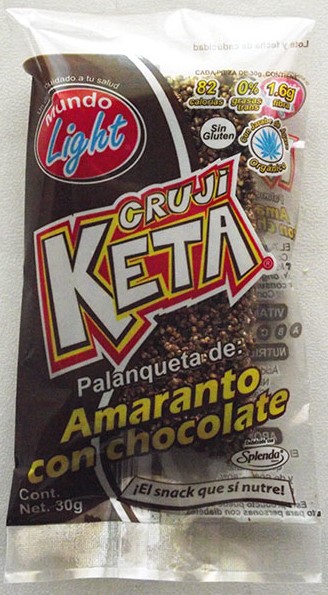 Lote y fecha de caducidad
un cuidado a tu salud
Mundo
Light
CADA PIEZA DE 30g. CONTIENE
82 0% 1.6g
calorías grasas trans fibra
Sin
Gluten
Orgánico
CRUJI
KETA®
Palanqueta de:
Amaranto
con chocolate
Cont.
Net. 30g
Splenda
¡El snack que sí nutre!